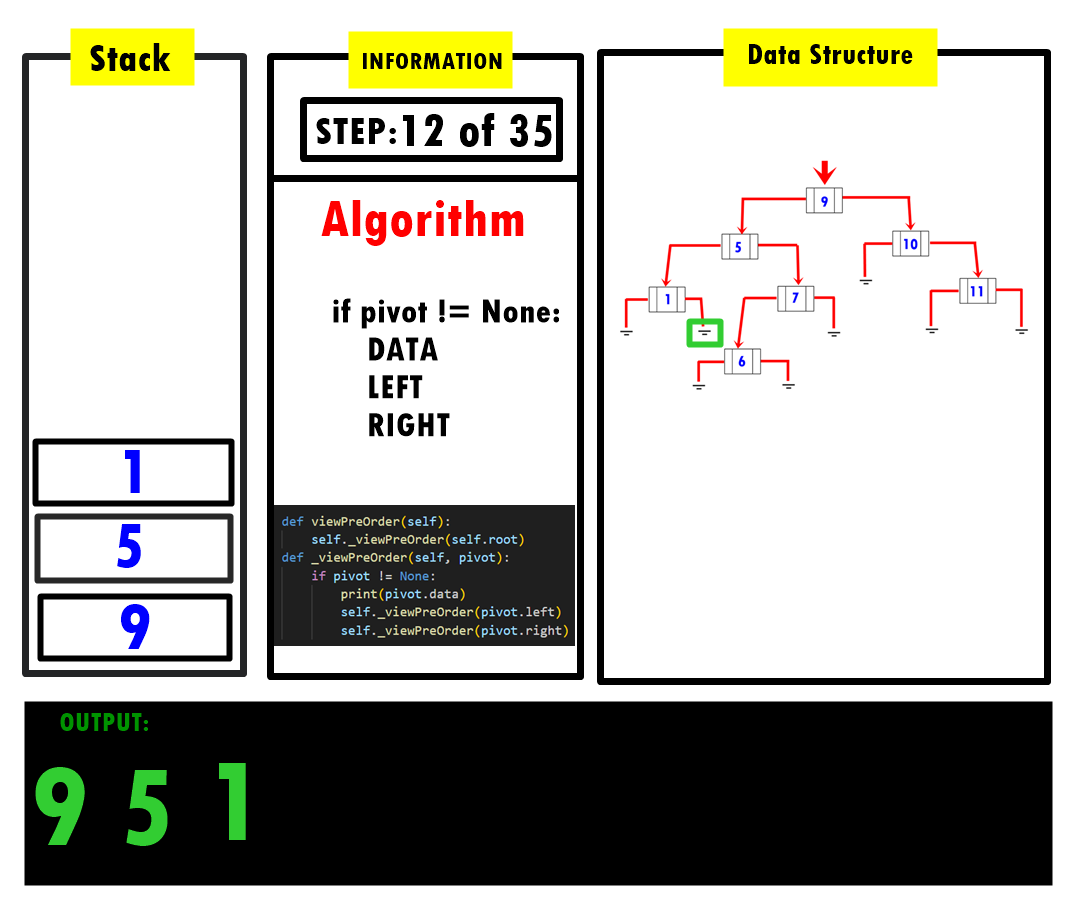 Stack
1
5
9
INFORMATION
STEP:12 of 35
Algorithm
if pivot != None:
DATA
LEFT
RIGHT
def viewPreOrder(self):
self._viewPreOrder(self.root)
def _viewPreOrder(self, pivot):
if pivot != None:
print(pivot.data)
self._viewPreOrder(pivot.left)
self._viewPreOrder(pivot.right)
Data Structure
9
5
10
1
7
11
6
OUTPUT:
9 5 1